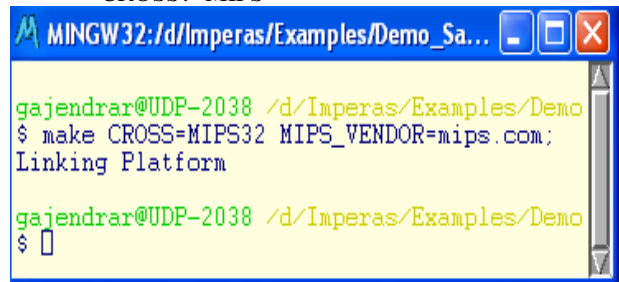 MINGW32:/d/Imperas/Examples/Demo_Sa...
gajendrar@UDP-2038 /d/Imperas/Examples/Demo
$ make CROSS=MIPS32 MIPS_VENDOR=mips.com;
Linking Platform
gajendrar@UDP-2038 /d/Imperas/Examples/Demo
$